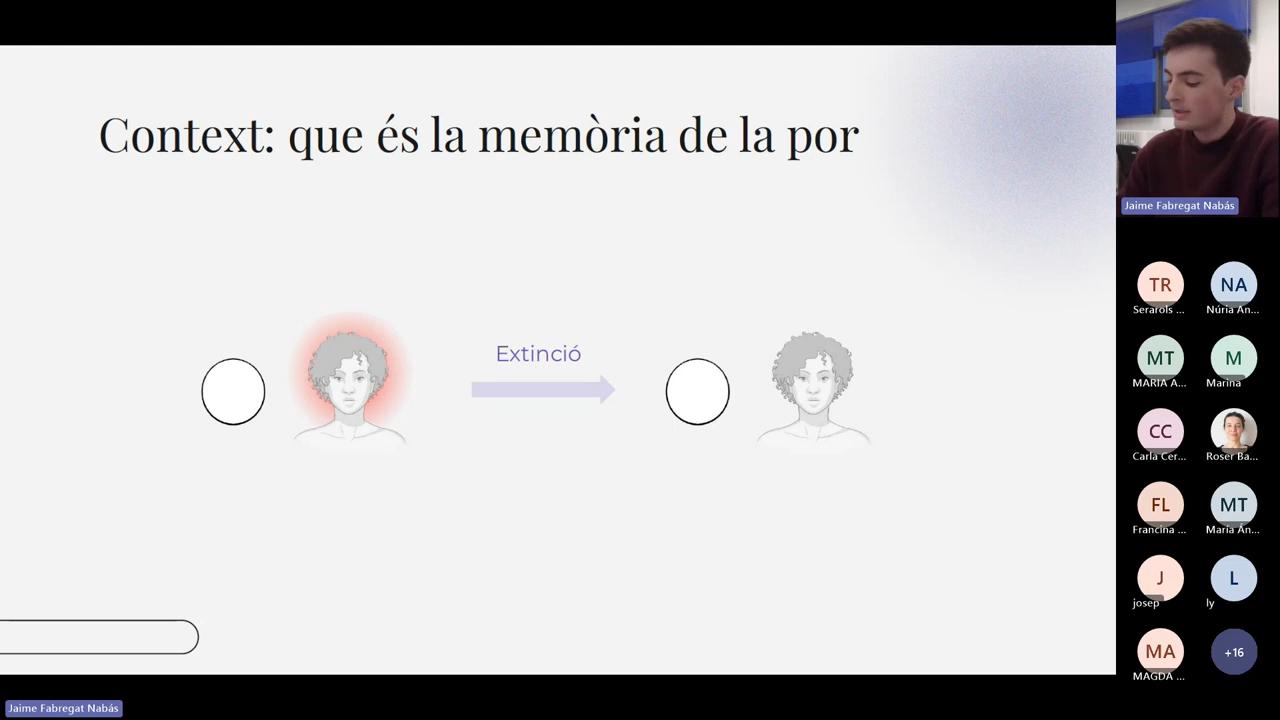 Context: que és la memòria de la por
Extinció
Jaime Fabregat Nabás
TR
Serarols ...
NA
Núria An...
MT
MARIA A...
M
Marina
CC
Carla Cer...
Roser Ba...
FL
Francina ...
MT
Maria Án...
J
josep
L
ly
MA
MAGDA ...
+16
Jaime Fabregat Nabás